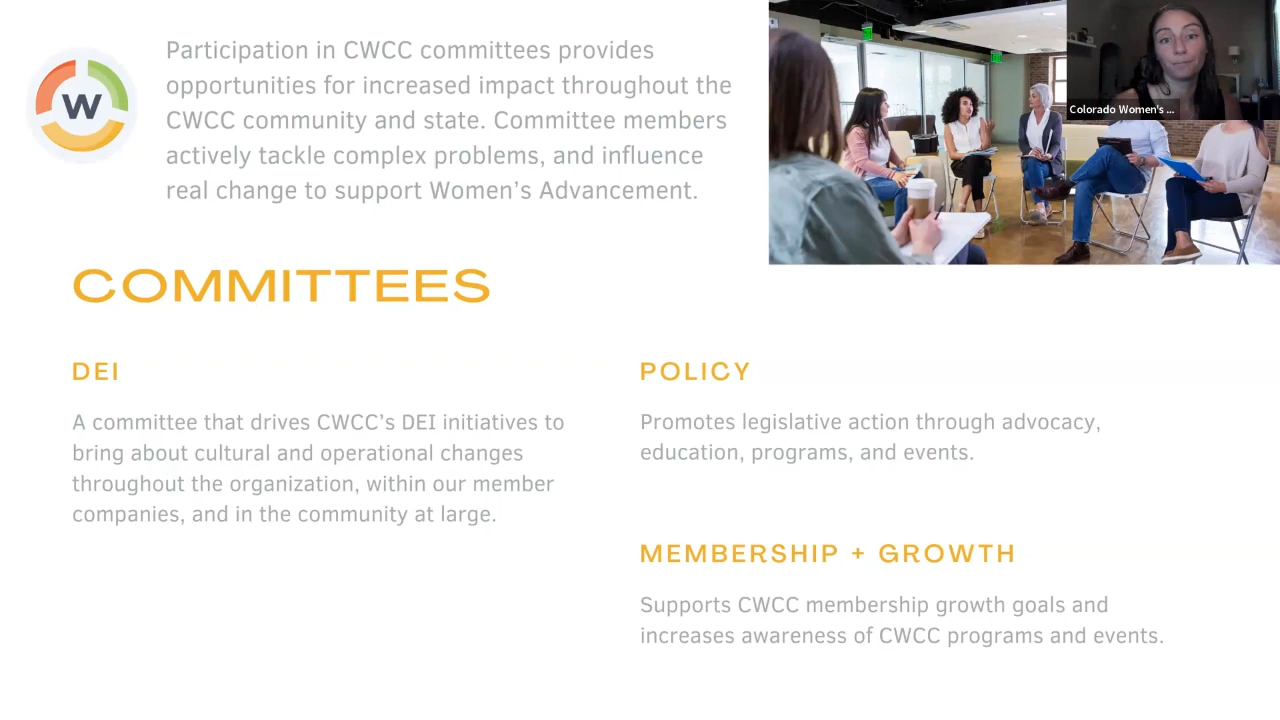 Participation in CWCC committees provides
opportunities for increased impact throughout the
CWCC community and state. Committee members
actively tackle complex problems, and influence
real change to support Women's Advancement.
W
Colorado Women's ...
COMMITTEES
DEI
A committee that drives CWCC's DEI initiatives to
bring about cultural and operational changes
throughout the organization, within our member
companies, and in the community at large.
POLICY
Promotes legislative action through advocacy,
education, programs, and events.
MEMBERSHIP + GROWTH
Supports CWCC membership growth goals and
increases awareness of CWCC programs and events.